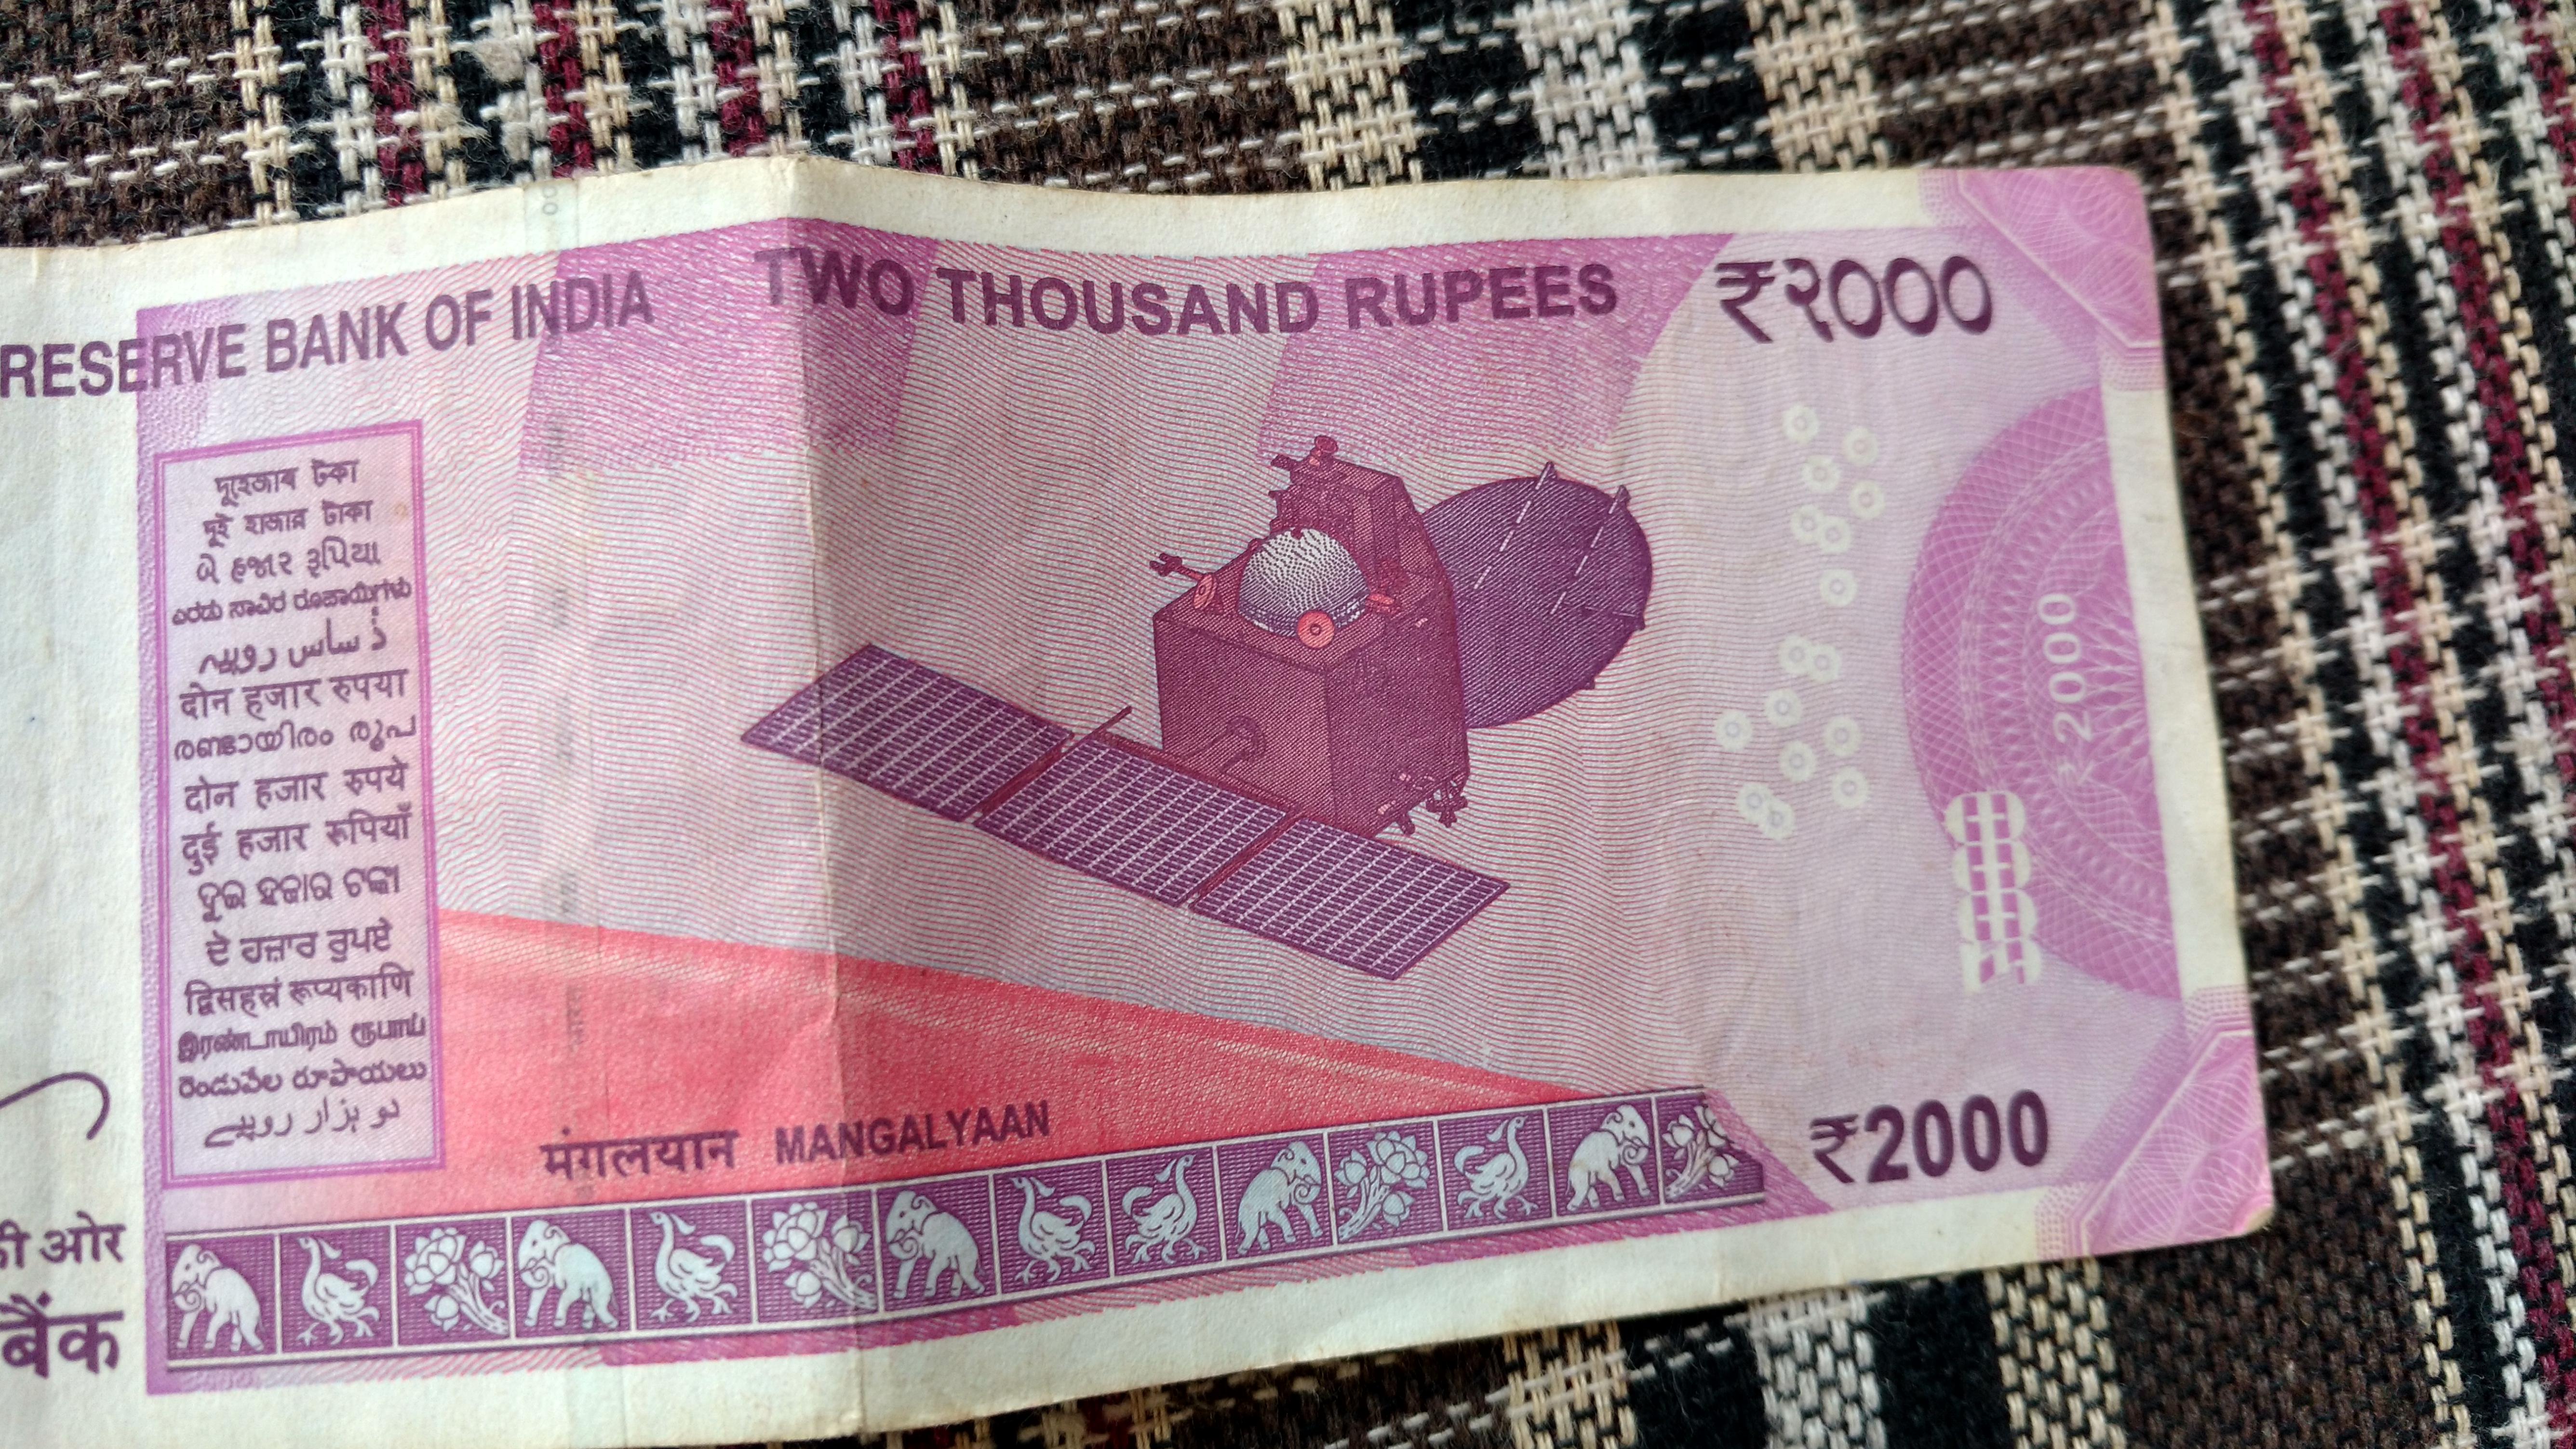 RESERVE BANK OF INDIA TWO THOUSAND RUPEES ₹२000
দুহেজাৰ টকা
দুই হাজার টাকা
બે હજાર રૂપિયા
ಎರಡು ಸಾವಿರ ರೂಪಾಯಿಗಳು
ساس روپیہ
दोन हजार रुपया
രണ്ടായിരം രൂപ
दोन हजार रुपये
दुई हजार रुपियाँ
ଦୁଇ ହଜାର ଟଙ୍କା
ਦੋ ਹਜ਼ਾਰ ਰੁਪਏ
द्विसहस्रं रूप्यकाणि
இரண்டாயிரம் ரூபாய்
రెండువేల రూపాయలు
دو ہزار روپیے
₹2000
मंगलयान MANGALYAAN
₹2000
ओर
बैंक